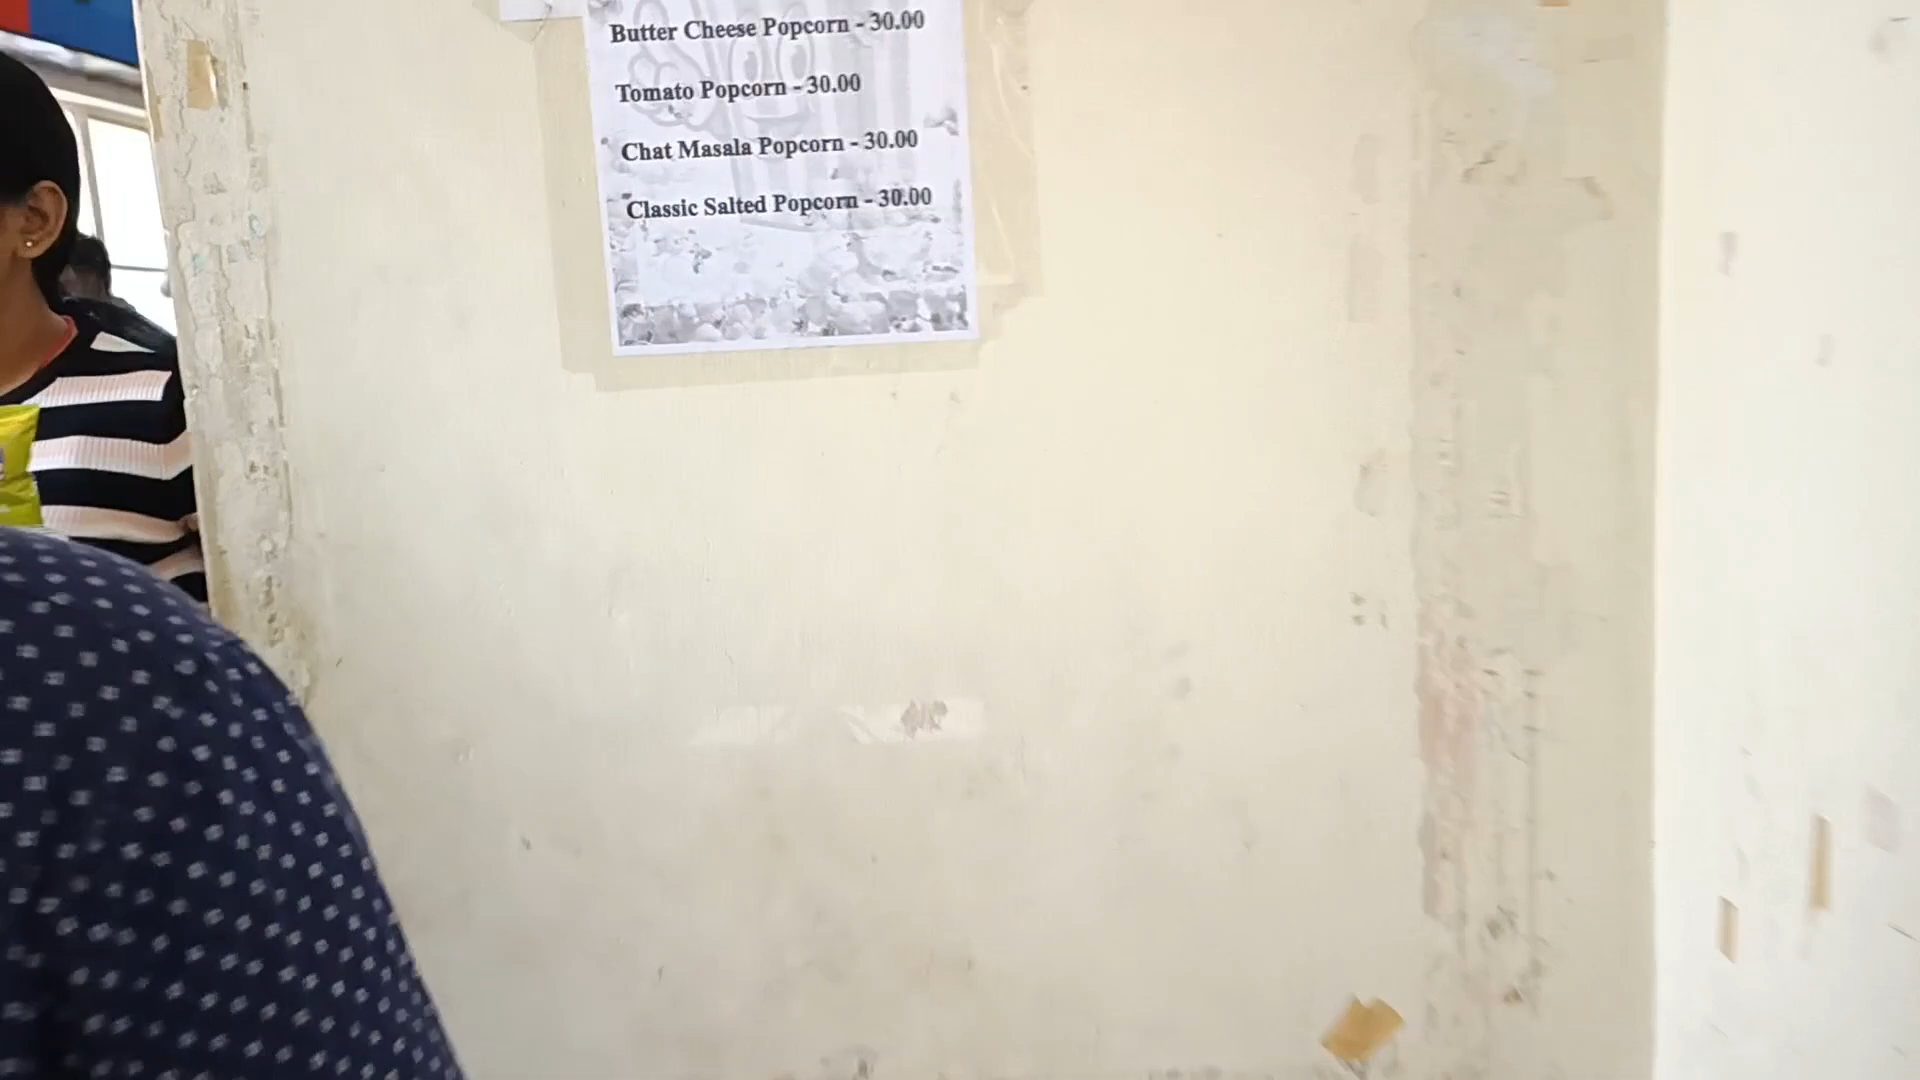 Butter Cheese Popcorn - 30.00
Tomato Popcorn - 30.00
Chat Masala Popcorn - 30.00
Classic Salted Popcorn - 30.00